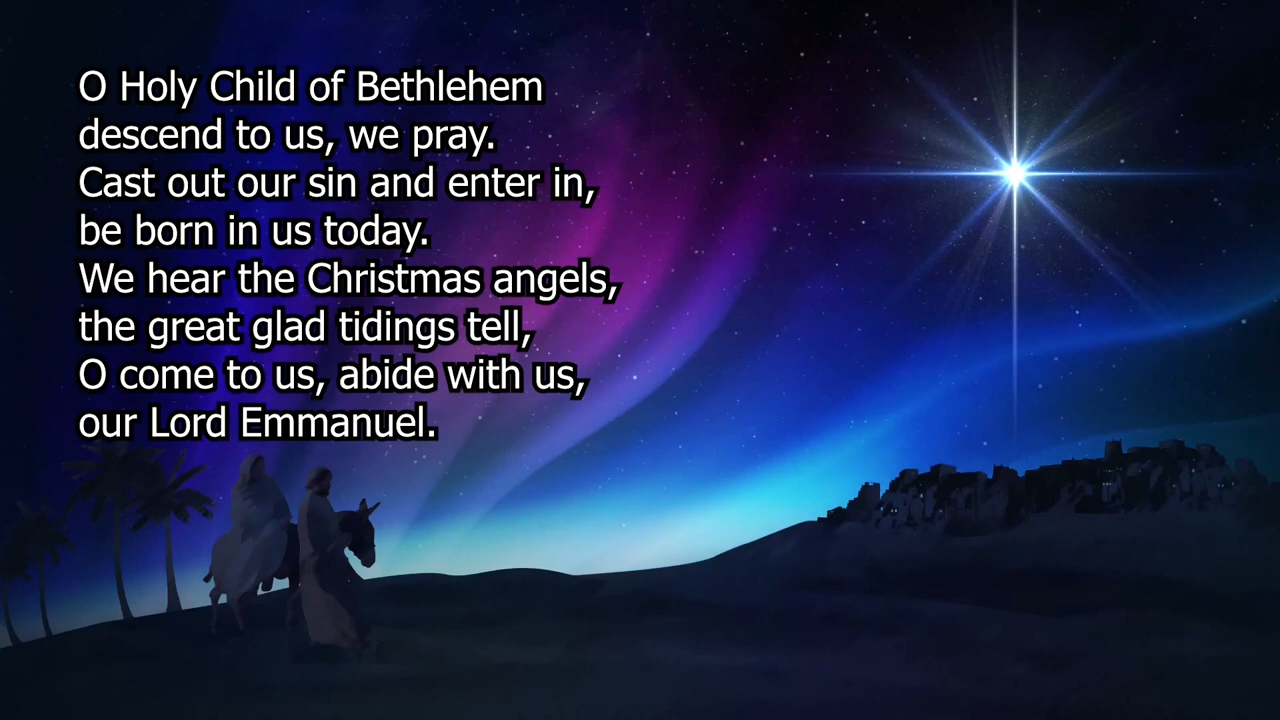 O Holy Child of Bethlehem
descend to us, we pray.
Cast out our sin and enter in,
be born in us today.
We hear the Christmas angels,
the great glad tidings tell,
O come to us, abide with us,
our Lord Emmanuel.